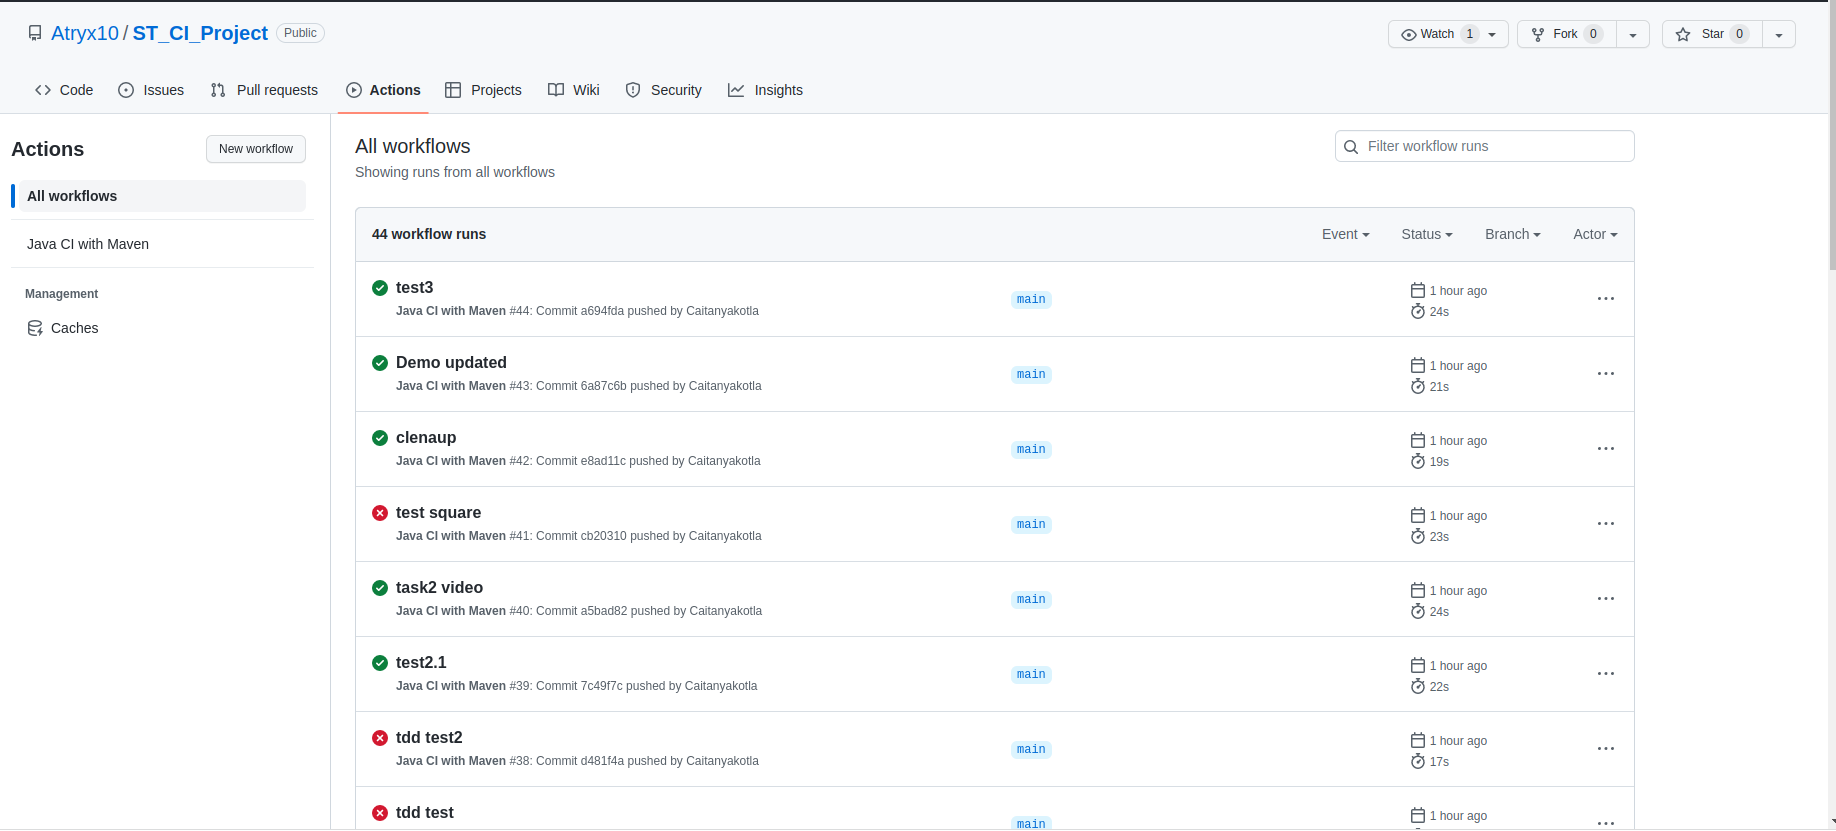 Atryx10 / ST_CI_Project Public
Watch 1 Fork 0 Star 0
Code Issues Pull requests Actions Projects Wiki Security Insights
Actions
New workflow
All workflows
Java CI with Maven
Management
Caches
All workflows
Showing runs from all workflows
Filter workflow runs
44 workflow runs
Event Status Branch Actor
test3
Java CI with Maven #44: Commit a694fda pushed by Caitanyakotla
main
1 hour ago
24s
Demo updated
Java CI with Maven #43: Commit 6a87c6b pushed by Caitanyakotla
main
1 hour ago
21s
clenaup
Java CI with Maven #42: Commit e8ad11c pushed by Caitanyakotla
main
1 hour ago
19s
test square
Java CI with Maven #41: Commit cb20310 pushed by Caitanyakotla
main
1 hour ago
23s
task2 video
Java CI with Maven #40: Commit a5bad82 pushed by Caitanyakotla
main
1 hour ago
24s
test2.1
Java CI with Maven #39: Commit 7c49f7c pushed by Caitanyakotla
main
1 hour ago
22s
tdd test2
Java CI with Maven #38: Commit d481f4a pushed by Caitanyakotla
main
1 hour ago
17s
tdd test
main
1 hour ago